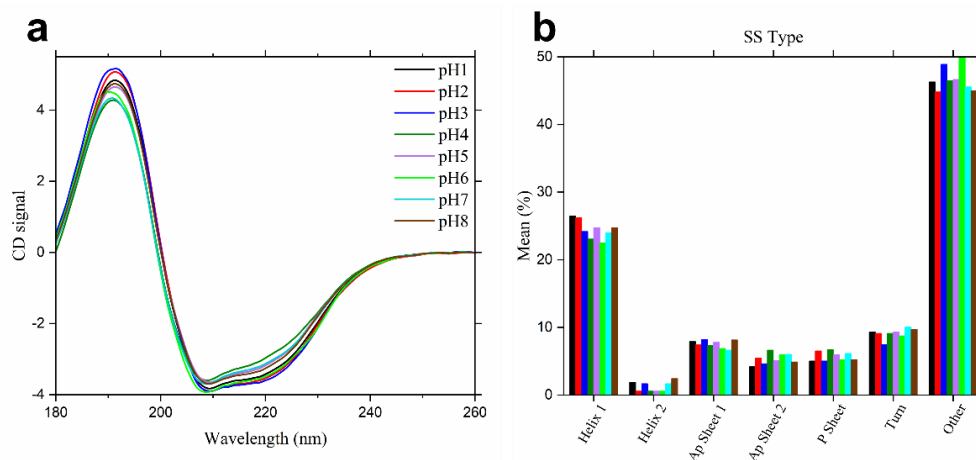 a
4
2
0
-2
-4
180
200
220
240
260
CD signal
Wavelength (nm)
pH1
pH2
pH3
pH4
pH5
pH6
pH7
pH8
b
SS Type
50
40
30
20
10
0
Mean (%)
Helix 1
Helix 2
Ap Sheet 1
Ap Sheet 2
P Sheet
Turn
Other